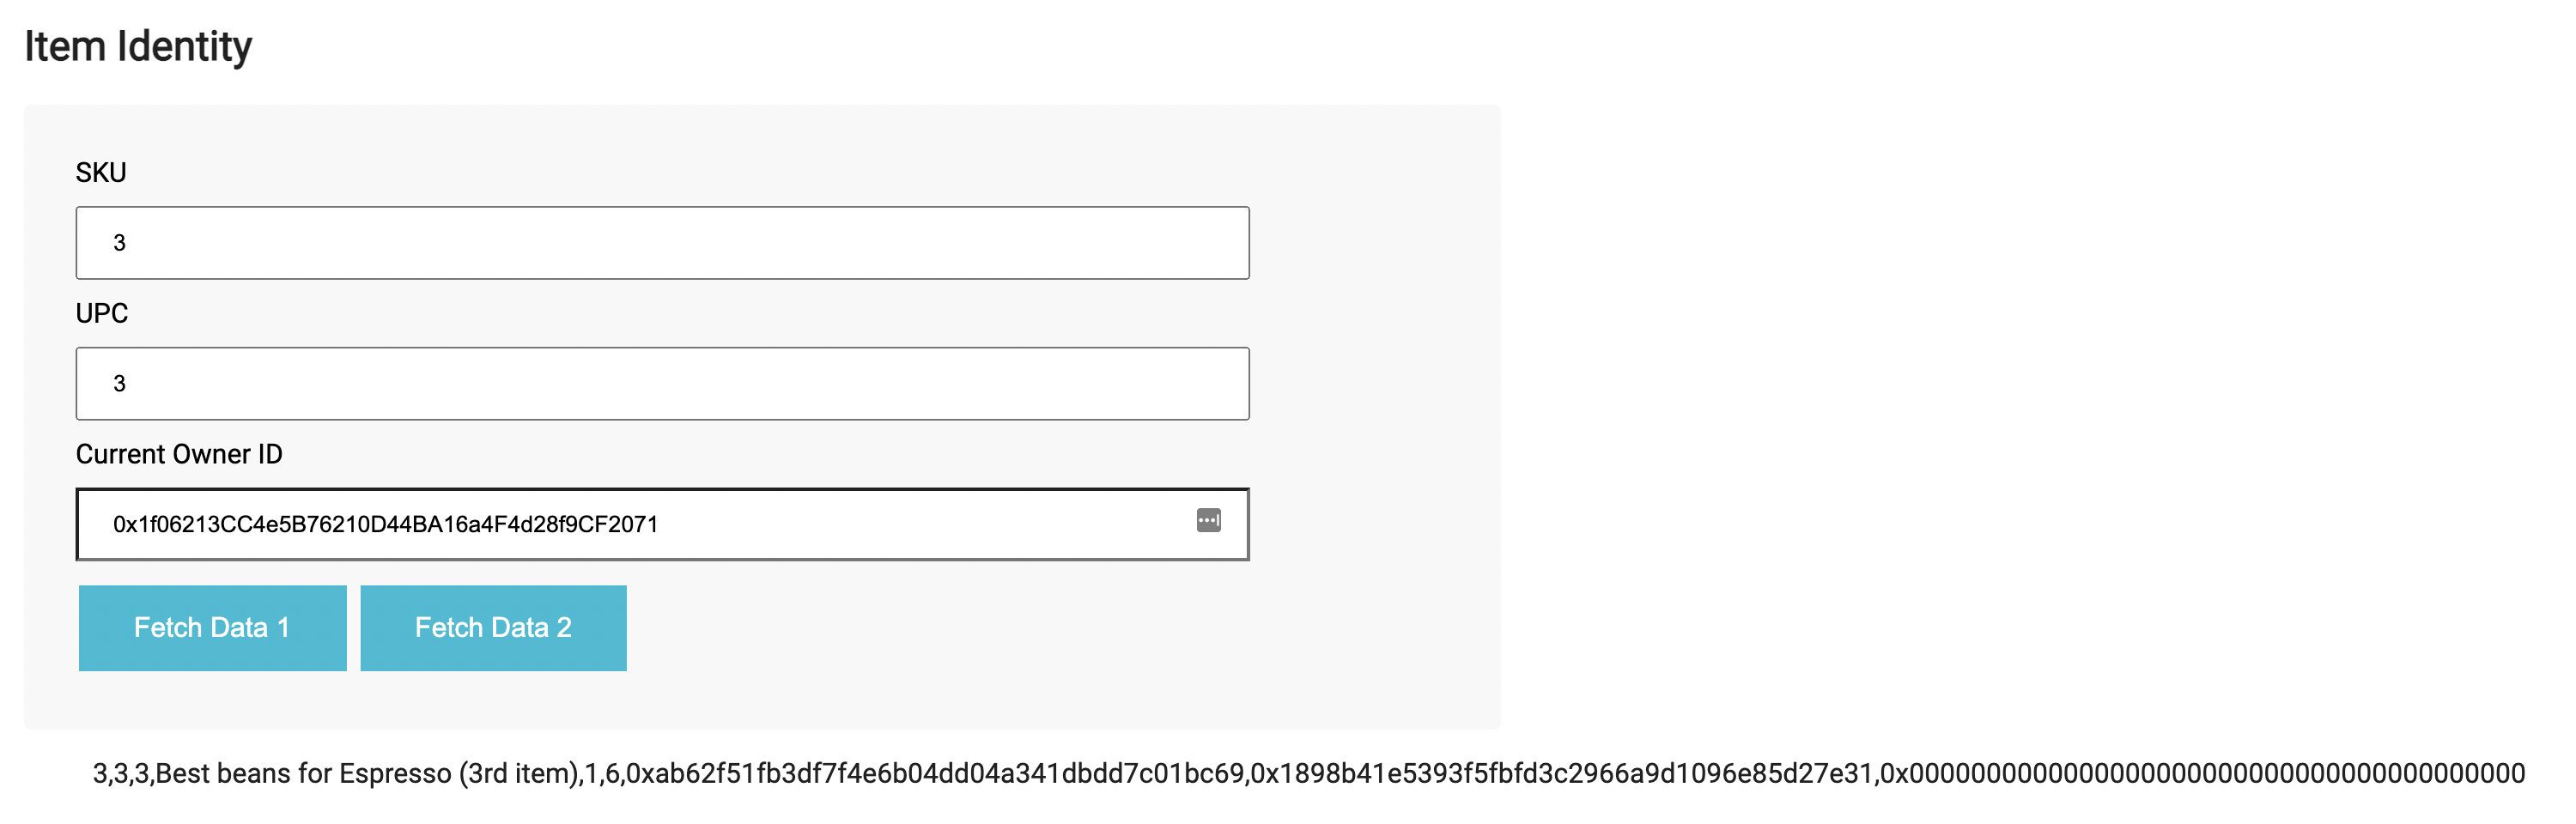 Item Identity
SKU
3
UPC
3
Current Owner ID
0x1f06213CC4e5B76210D44BA16a4F4d28f9CF2071
Fetch Data 1 Fetch Data 2
3,3,3,Best beans for Espresso (3rd item),1,6,0xab62f51fb3df7f4e6b04dd04a341dbdd7c01bc69,0x1898b41e5393f5fbfd3c2966a9d1096e85d27e31,0x0000000000000000000000000000000000000000